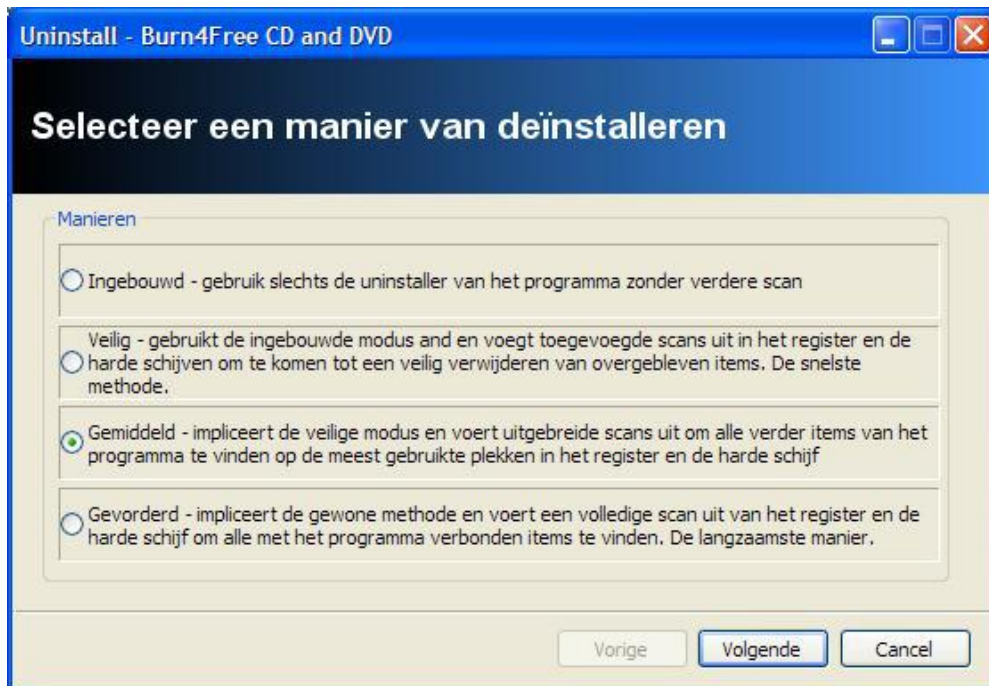 Uninstall - Burn4Free CD and DVD
Selecteer een manier van deïnstalleren
Manieren
Ingebouwd - gebruik slechts de uninstaller van het programma zonder verdere scan
Veilig - gebruikt de ingebouwde modus and en voegt toegevoegde scans uit in het register en de
harde schijven om te komen tot een veilig verwijderen van overgebleven items. De snelste
methode.
Gemiddeld - impliceert de veilige modus en voert uitgebreide scans uit om alle verder items van het
programma te vinden op de meest gebruikte plekken in het register en de harde schijf
Gevorderd - impliceert de gewone methode en voert een volledige scan uit van het register en de
harde schijf om alle met het programma verbonden items te vinden. De langzaamste manier.
Vorige
Volgende
Cancel